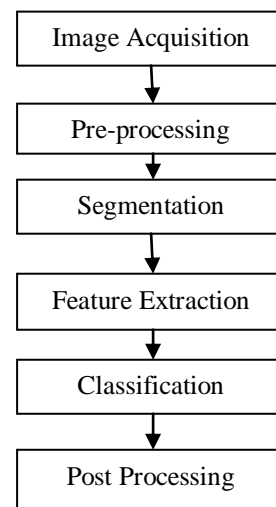 Image Acquisition
Pre-processing
Segmentation
Feature Extraction
Classification
Post Processing